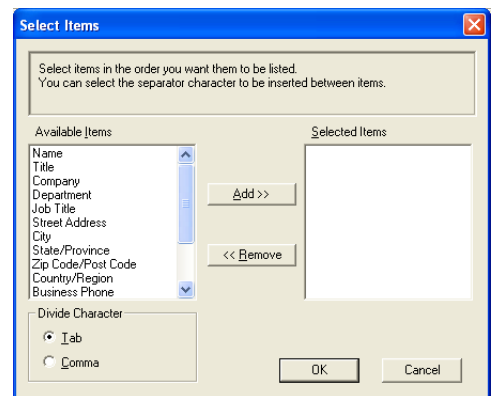 Select Items
Select items in the order you want them to be listed.
You can select the separator character to be inserted between items.
Available Items
Selected Items
Name
Title
Company
Department
Job Title
Street Address
City
State/Province
Zip Code/Post Code
Country/Region
Business Phone
Add >>
<< Remove
Divide Character
Tab
Comma
OK
Cancel